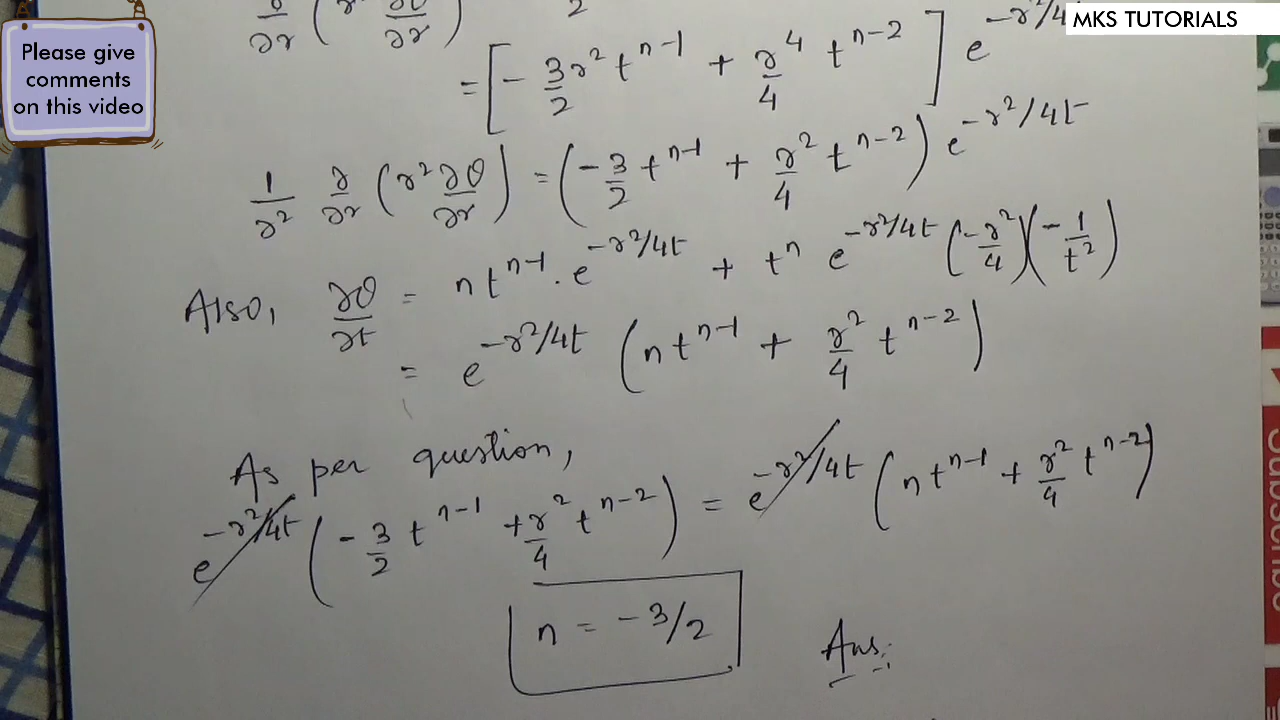 MKS TUTORIALS
Please give
comments
on this video
∂/∂r (r² ∂θ/∂r)
= [ - 3/2 r² t^{n-1} + r⁴/4 t^{n-2} ] e^{-r²/4t}
1/r² ∂/∂r (r² ∂θ/∂r) = ( - 3/2 t^{n-1} + r²/4 t^{n-2} ) e^{-r²/4t}
Also, ∂θ/∂t = n t^{n-1} . e^{-r²/4t} + t^n e^{-r²/4t} (-r²/4)(-1/t²)
= e^{-r²/4t} ( n t^{n-1} + r²/4 t^{n-2} )
As per question,
e^{-r²/4t} ( - 3/2 t^{n-1} + r²/4 t^{n-2} ) = e^{-r²/4t} ( n t^{n-1} + r²/4 t^{n-2} )
n = -3/2 Ans.
Subscribe